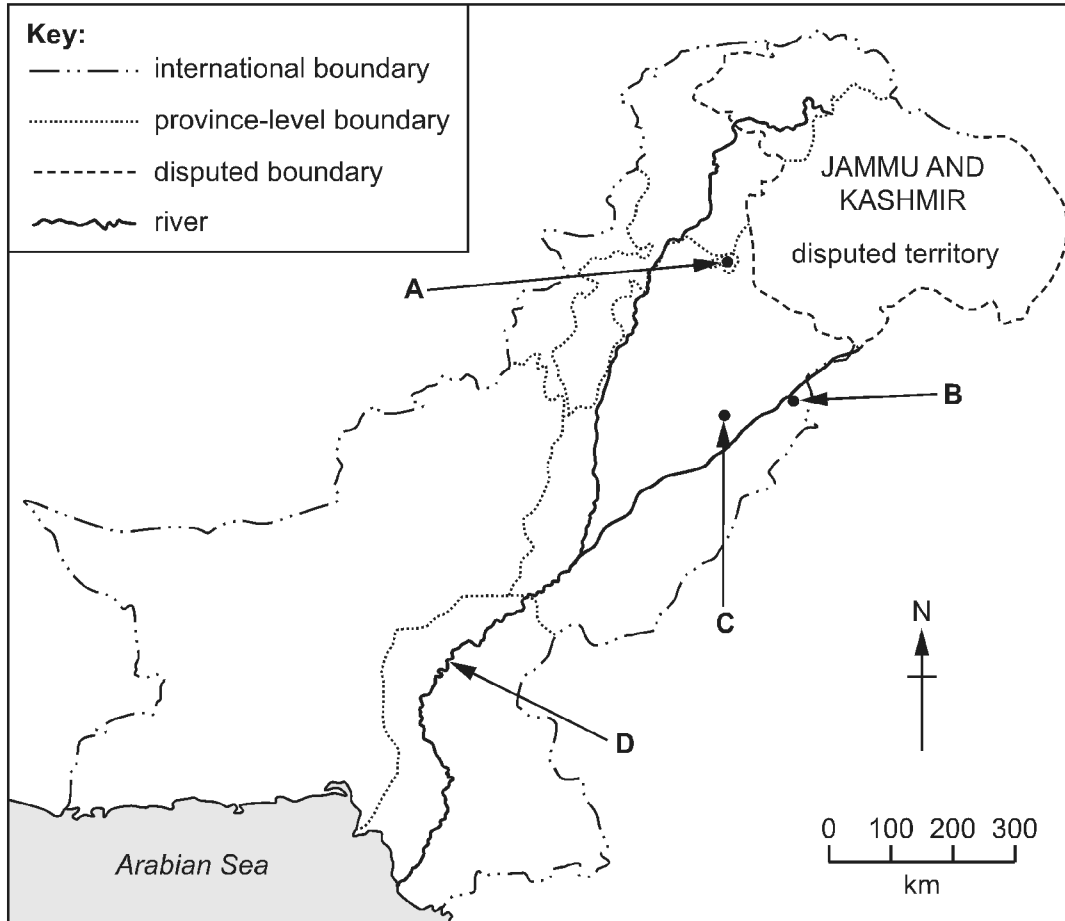 Key:
international boundary
province-level boundary
disputed boundary
river
JAMMU AND
KASHMIR
disputed territory
A
B
C
N
D
0 100 200 300
km
Arabian Sea